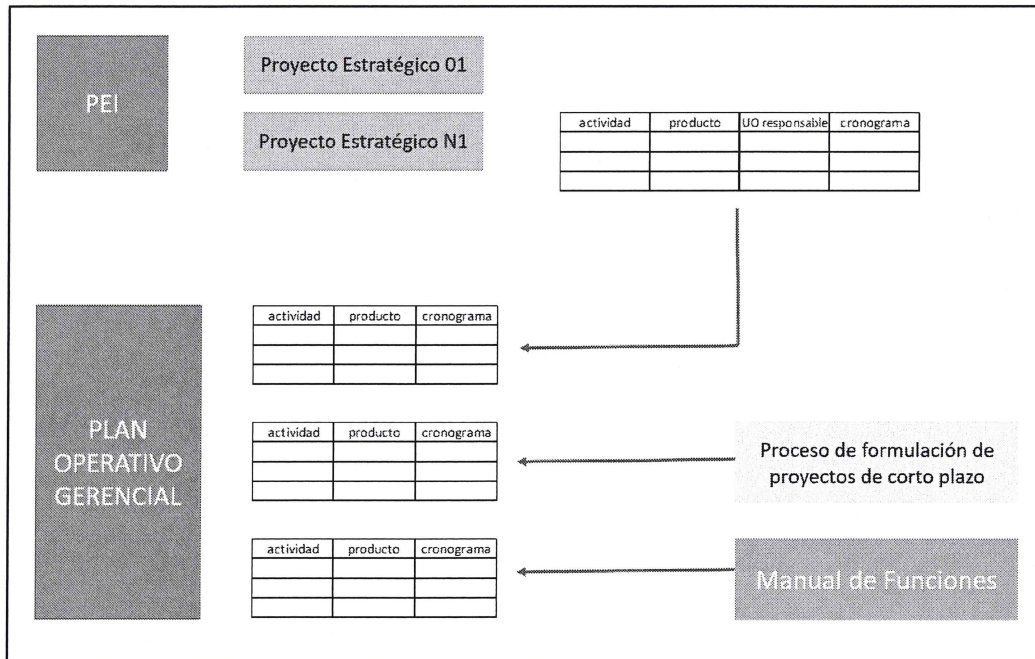 PEI
Proyecto Estratégico 01
Proyecto Estratégico N1
actividad producto UO responsable cronograma
actividad producto cronograma
PLAN
OPERATIVO
GERENCIAL
actividad producto cronograma
Proceso de formulación de
proyectos de corto plazo
actividad producto cronograma
Manual de Funciones